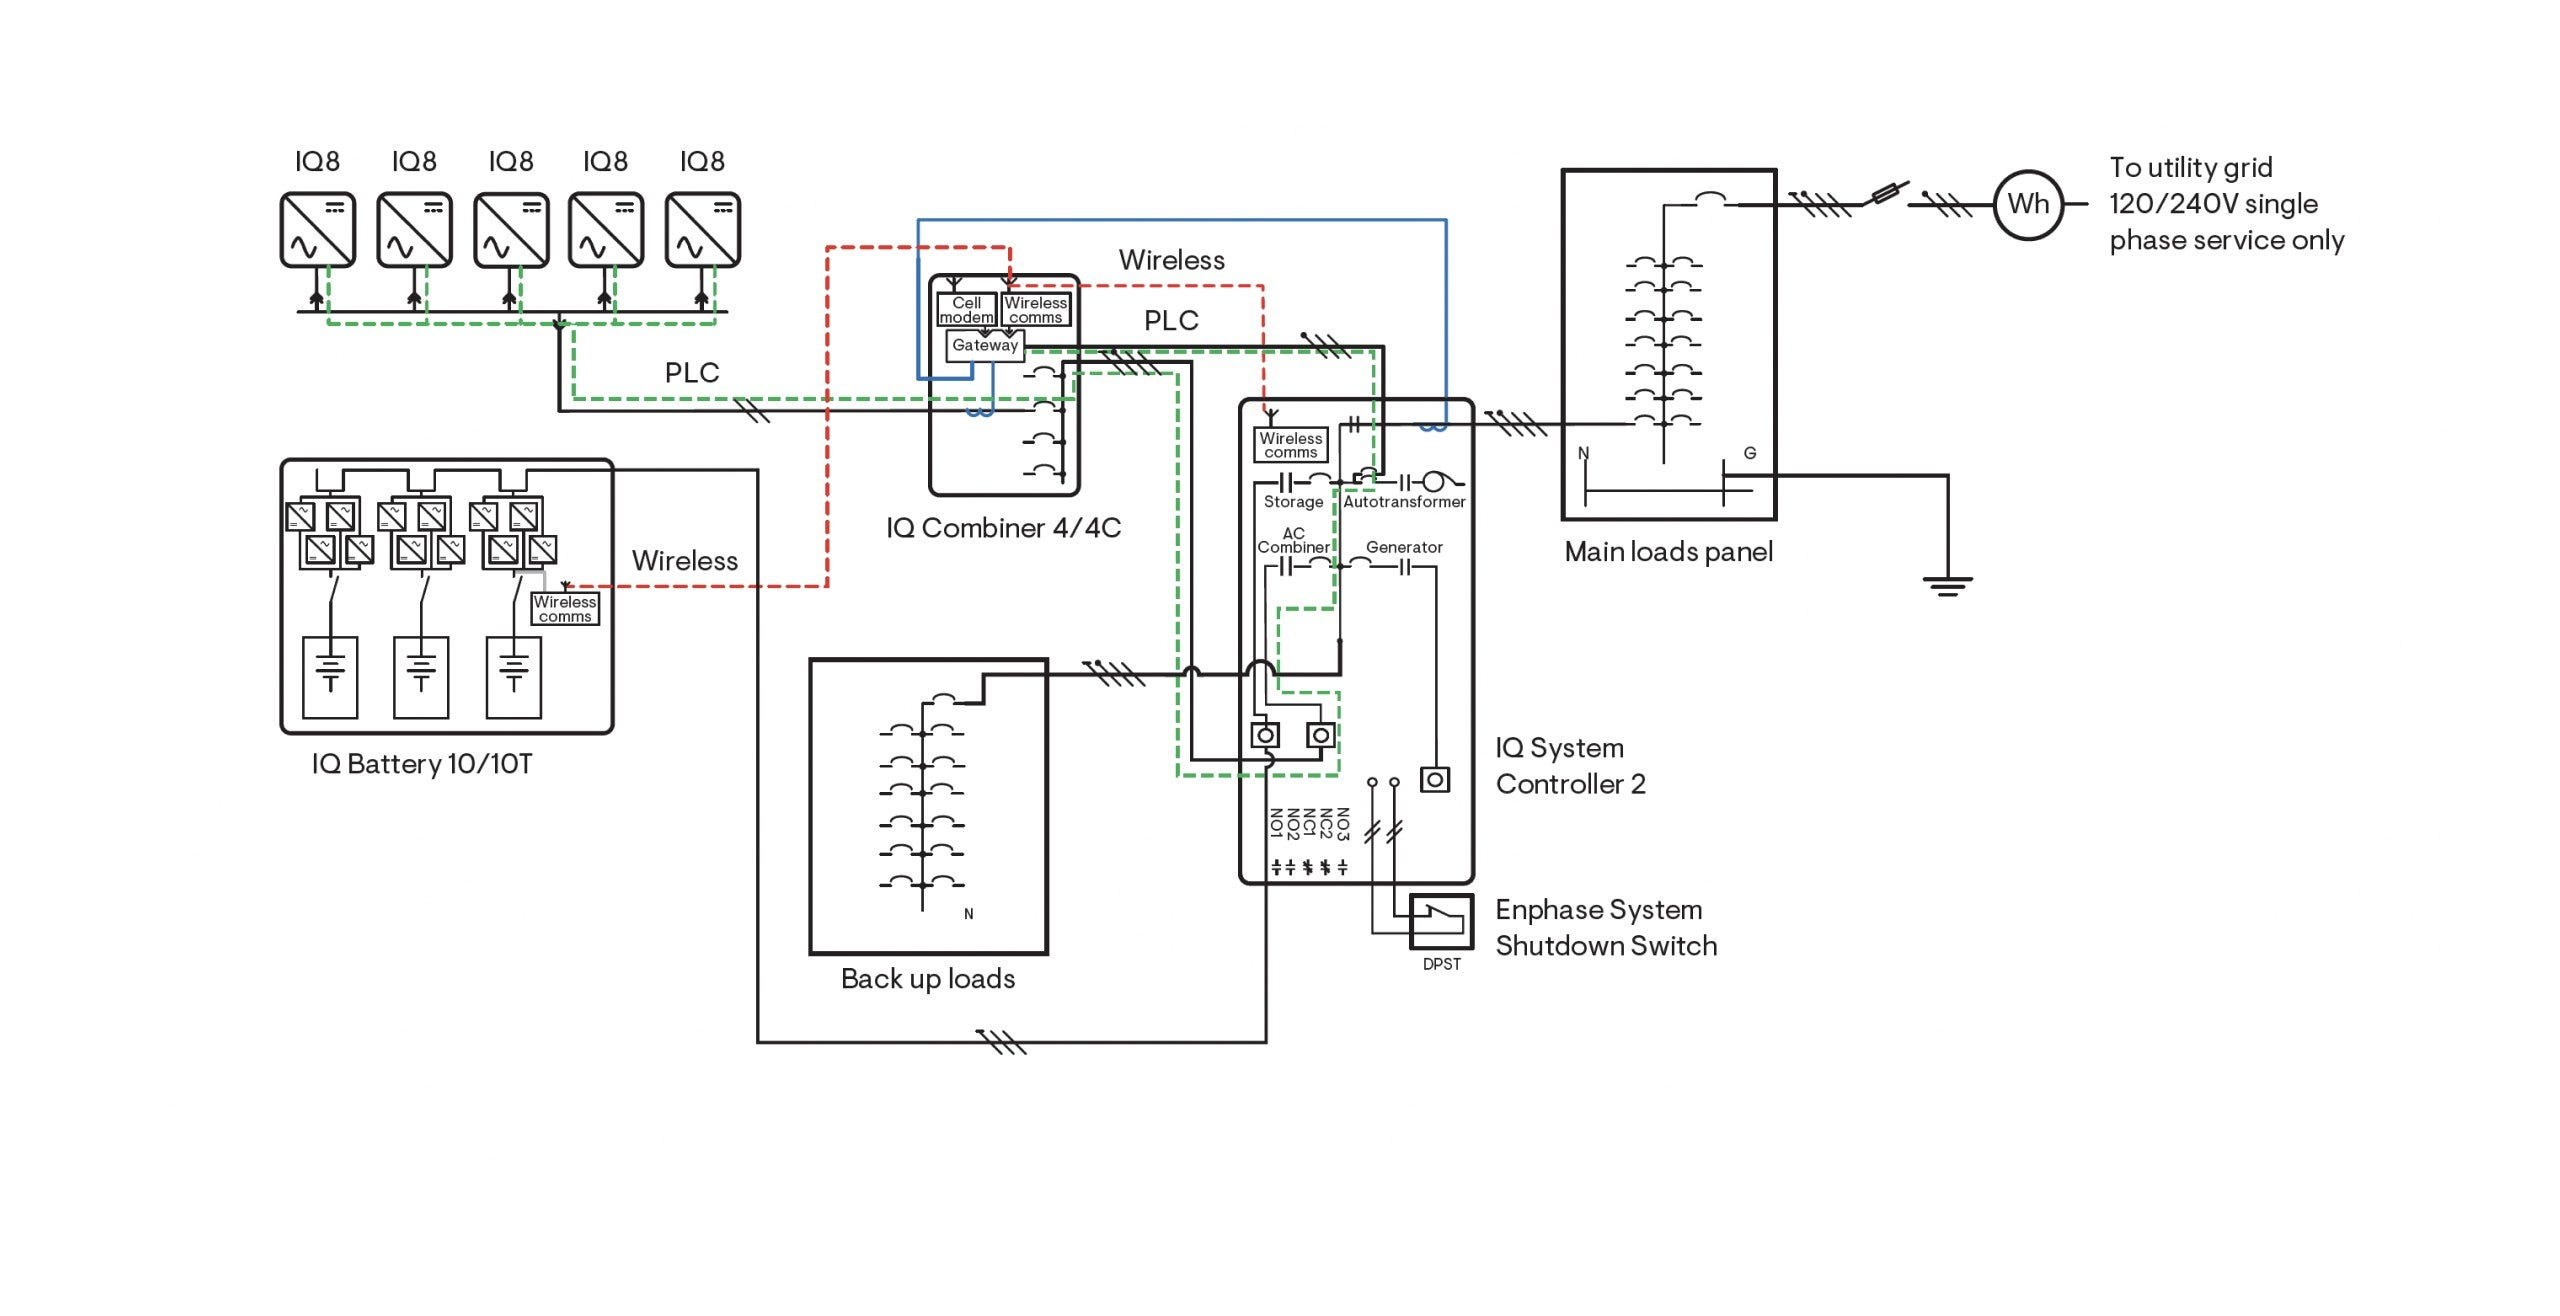 IQ8
IQ8
IQ8
IQ8
IQ8
PLC
Wireless
comms
IQ Battery 10/10T
Wireless
Cell
modem
Wireless
comms
Gateway
IQ Combiner 4/4C
Wireless
PLC
N
Back up loads
Wireless
comms
Storage
Autotransformer
AC
Combiner
Generator
NO1
NO2
NC1
NC2
NO3
IQ System
Controller 2
Enphase System
Shutdown Switch
DPST
N
G
Main loads panel
Wh
To utility grid
120/240V single
phase service only